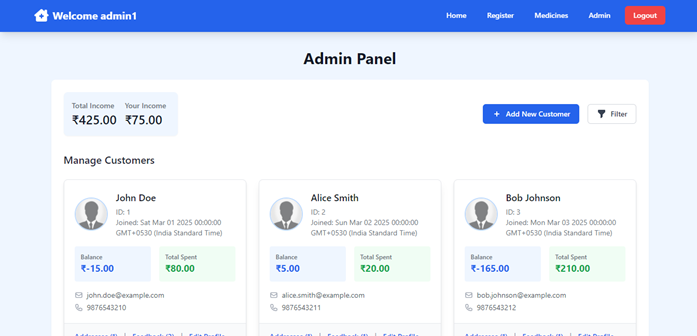 Welcome admin1
Home Register Medicines Admin Logout
Admin Panel
Total Income Your Income
₹425.00 ₹75.00
+ Add New Customer Filter
Manage Customers
John Doe
ID: 1
Joined: Sat Mar 01 2025 00:00:00
GMT+0530 (India Standard Time)
Balance
₹-15.00
Total Spent
₹80.00
john.doe@example.com
9876543210
Alice Smith
ID: 2
Joined: Sun Mar 02 2025 00:00:00
GMT+0530 (India Standard Time)
Balance
₹5.00
Total Spent
₹20.00
alice.smith@example.com
9876543211
Bob Johnson
ID: 3
Joined: Mon Mar 03 2025 00:00:00
GMT+0530 (India Standard Time)
Balance
₹-165.00
Total Spent
₹210.00
bob.johnson@example.com
9876543212